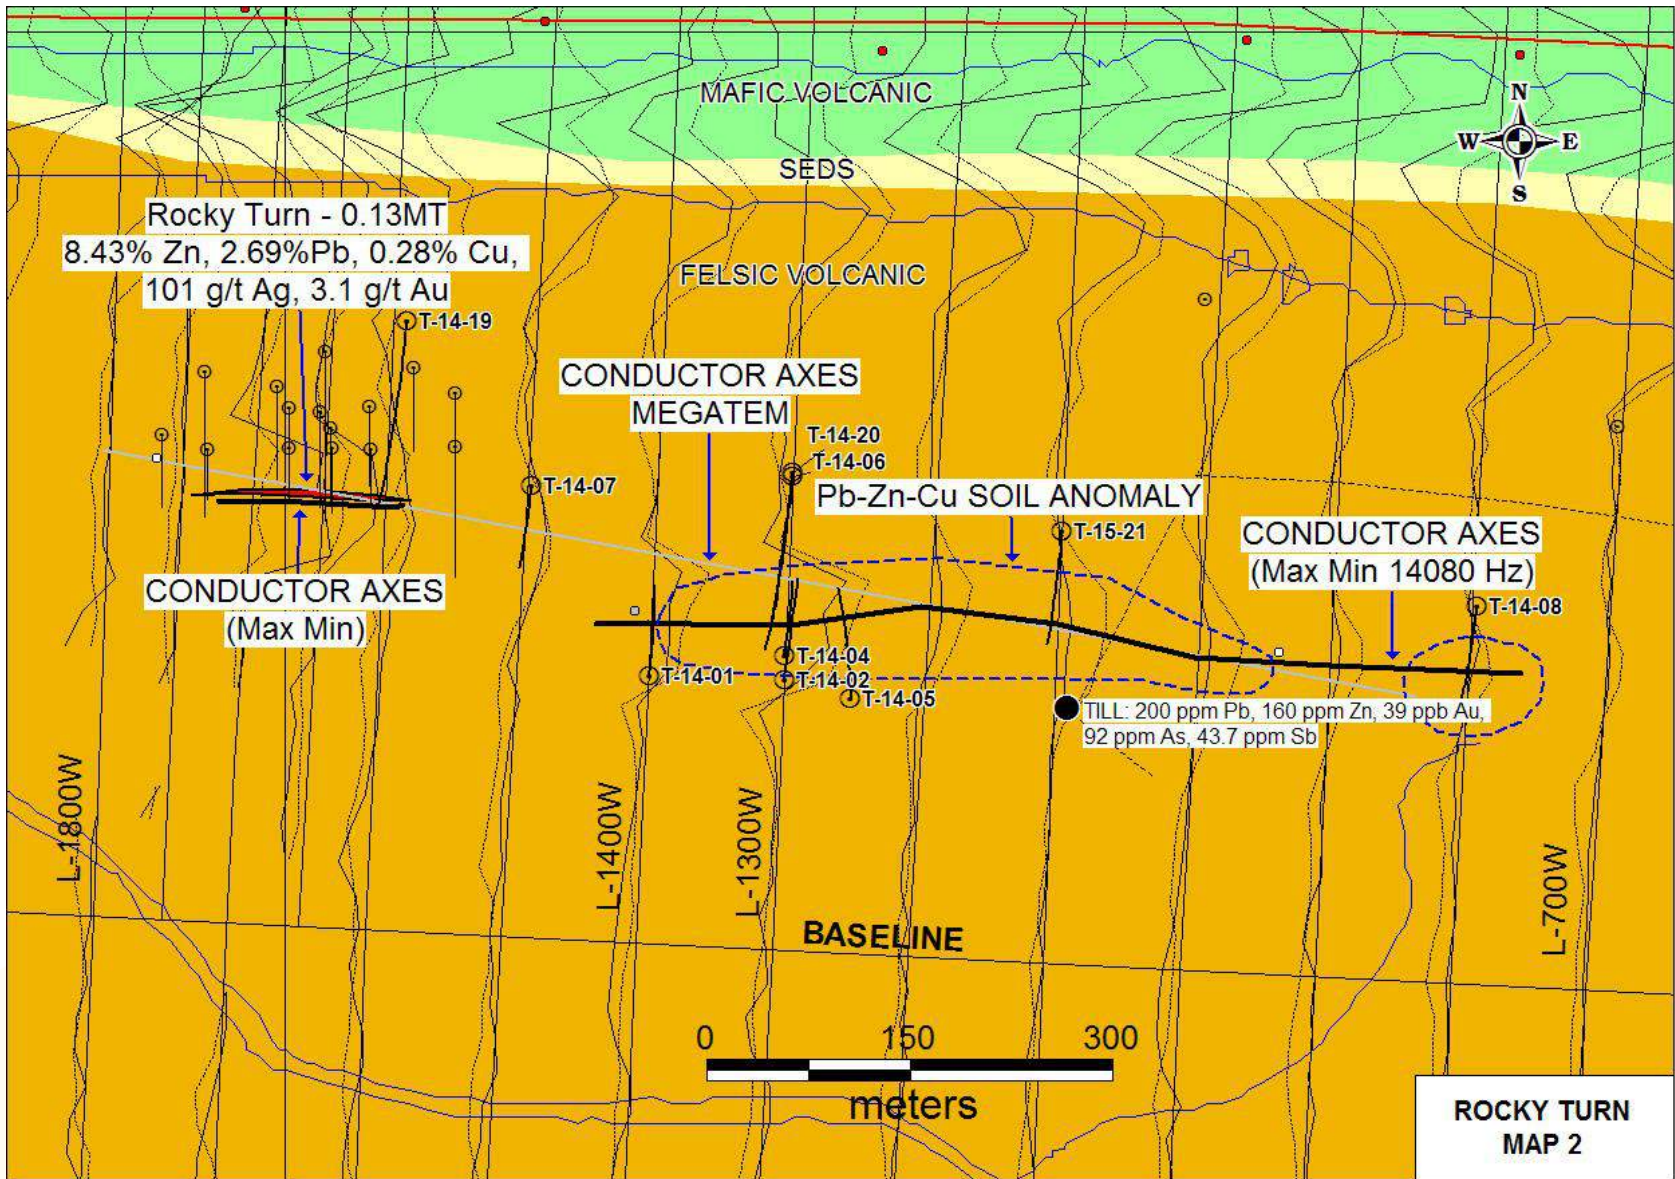 MAFIC VOLCANIC
N
W E
S
SEDS
Rocky Turn - 0.13MT
8.43% Zn, 2.69%Pb, 0.28% Cu,
101 g/t Ag, 3.1 g/t Au
FELSIC VOLCANIC
T-14-19
CONDUCTOR AXES
MEGATEM
T-14-20
T-14-06
T-14-07
Pb-Zn-Cu SOIL ANOMALY
T-15-21
CONDUCTOR AXES
(Max Min 14080 Hz)
CONDUCTOR AXES
(Max Min)
T-14-08
T-14-04
T-14-01
T-14-02
T-14-05
TILL: 200 ppm Pb, 160 ppm Zn, 39 ppb Au,
92 ppm As, 43.7 ppm Sb
L-1800W
L-1400W
L-1300W
L-700W
BASELINE
0 150 300
meters
ROCKY TURN
MAP 2